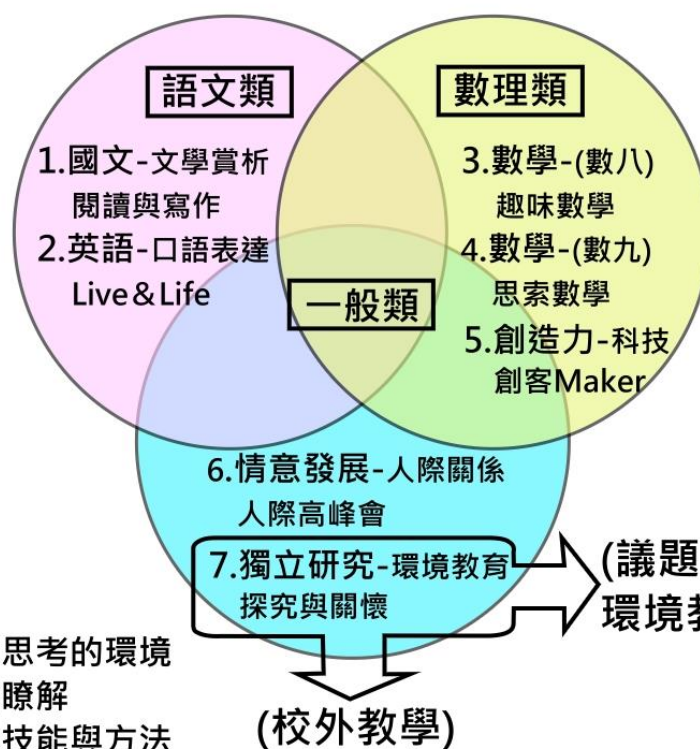 語文類
1.國文-文學賞析
閱讀與寫作
2.英語-口語表達
Live&Life
數理類
3.數學-(數八)
趣味數學
4.數學-(數九)
思索數學
5.創造力-科技
創客Maker
一般類
6.情意發展-人際關係
人際高峰會
7.獨立研究-環境教育
探究與關懷
(議題
環境
思考的環境
瞭解
技能與方法
(校外教學)